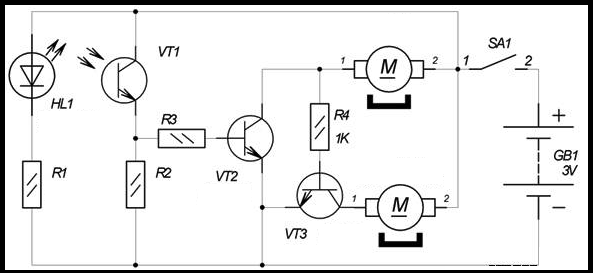 VT1
SA1
1 M 2
1 2
HL1
R3
R4
1K
+
GB1
3V
R1
R2
VT2
1 M 2
VT3
−